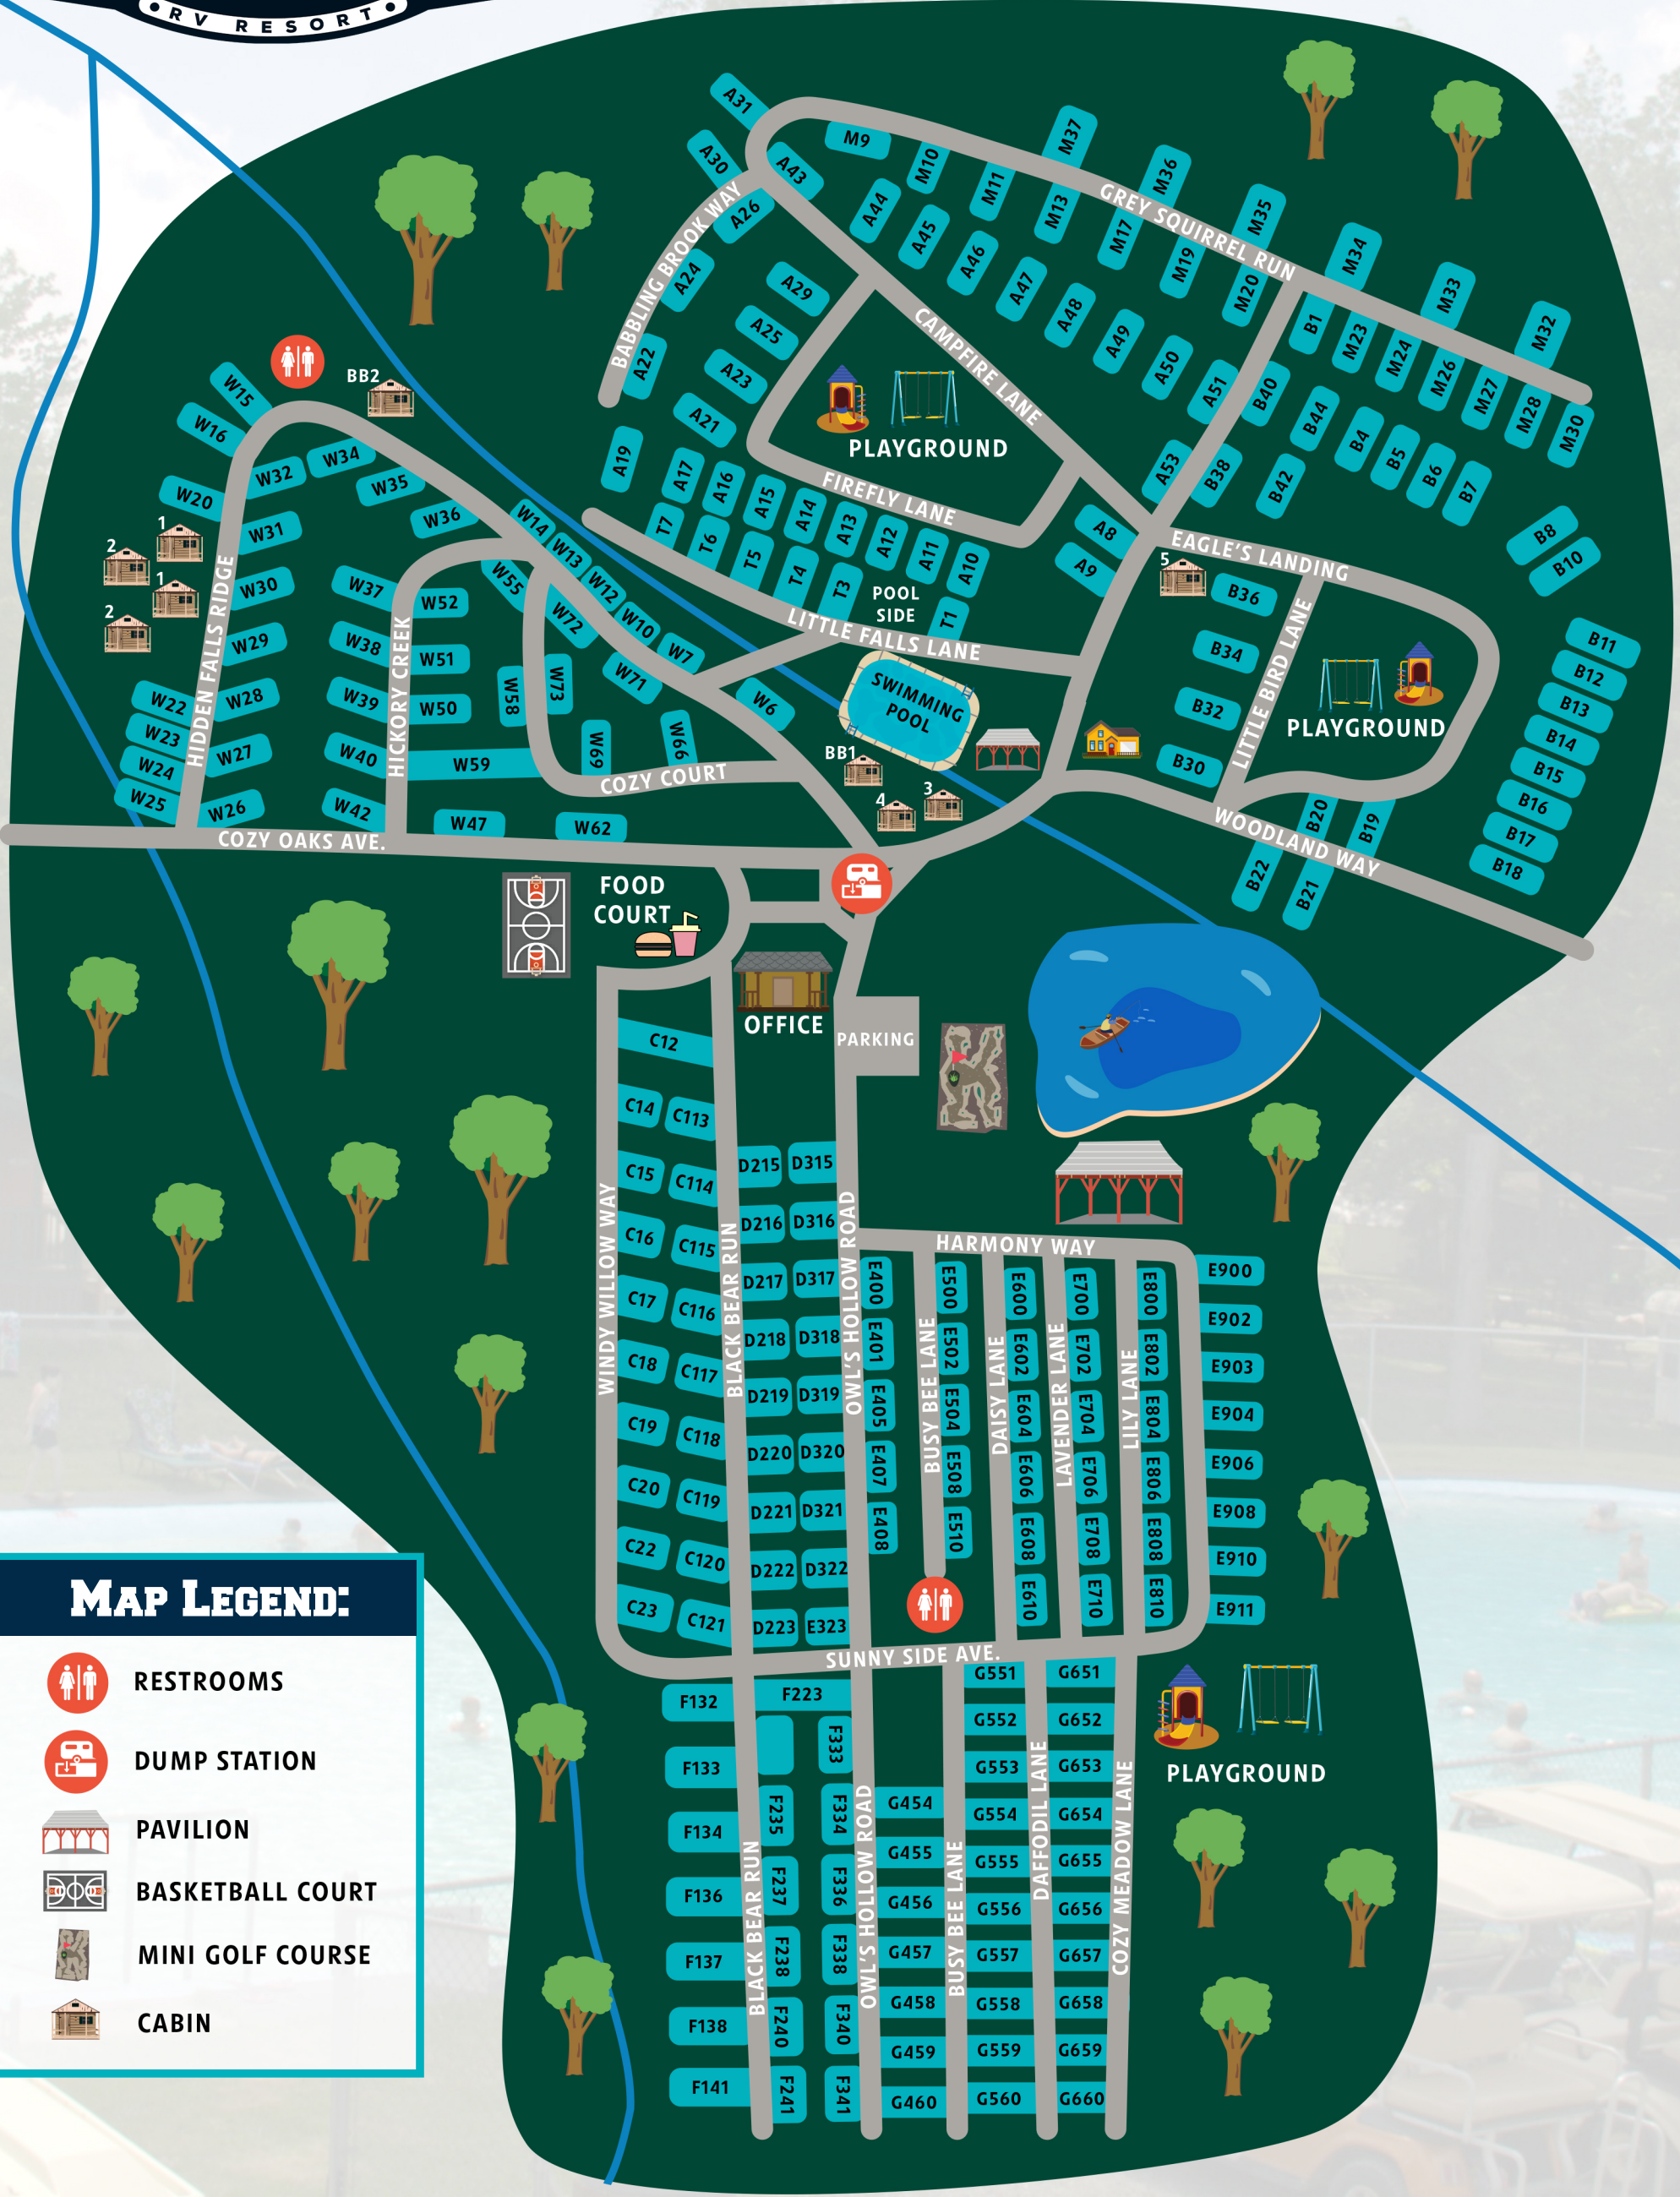 RV RESORT
A31
A30
A43
A26
A24
A22
A19
BABBLING BROOK WAY
M9
M10
M11
M13
M17
M19
M20
M37
M36
M35
M34
M33
M32
GREY SQUIRREL RUN
B1
M23
M24
M26
M27
M28
M30
A44
A45
A46
A47
A48
A49
A50
A51
A53
B40
B38
B44
B42
B4
B5
B6
B7
B8
B10
A29
A25
A23
A21
CAMPFIRE LANE
PLAYGROUND
FIREFLY LANE
A17
A16
A15
A14
A13
A12
A11
A10
A8
A9
T7
T6
T5
T4
T3
T1
POOL
SIDE
LITTLE FALLS LANE
SWIMMING
POOL
EAGLE'S LANDING
5
B36
B34
B32
B30
LITTLE BIRD LANE
PLAYGROUND
B11
B12
B13
B14
B15
B16
B17
B18
B20
B19
B22
B21
WOODLAND WAY
BB2
W15
W16
W20
W32
W34
W35
W36
W31
W30
W29
W28
W27
W26
1
2
1
2
W22
W23
W24
W25
HIDDEN FALLS RIDGE
W14
W13
W12
W10
W7
W6
W37
W38
W39
W40
W42
HICKORY CREEK
W52
W51
W50
W59
W47
W55
W58
W73
W72
W71
W69
W66
W62
COZY COURT
BB1
4
3
COZY OAKS AVE.
FOOD
COURT
OFFICE
PARKING
C12
C14
C15
C16
C17
C18
C19
C20
C22
C23
C113
C114
C115
C116
C117
C118
C119
C120
C121
WINDY WILLOW WAY
BLACK BEAR RUN
D215
D216
D217
D218
D219
D220
D221
D222
D223
D315
D316
D317
D318
D319
D320
D321
D322
E323
OWL'S HOLLOW ROAD
HARMONY WAY
E400
E401
E405
E407
E408
BUSY BEE LANE
E500
E502
E504
E508
E510
DAISY LANE
E600
E602
E604
E606
E608
E610
LAVENDER LANE
E700
E702
E704
E706
E708
E710
LILY LANE
E800
E802
E804
E806
E808
E810
E900
E902
E903
E904
E906
E908
E910
E911
SUNNY SIDE AVE.
F132
F133
F134
F136
F137
F138
F141
BLACK BEAR RUN
F223
F235
F237
F238
F240
F241
F333
F334
F336
F338
F340
F341
OWL'S HOLLOW ROAD
G454
G455
G456
G457
G458
G459
G460
BUSY BEE LANE
G551
G552
G553
G554
G555
G556
G557
G558
G559
G560
DAFFODIL LANE
G651
G652
G653
G654
G655
G656
G657
G658
G659
G660
COZY MEADOW LANE
PLAYGROUND
MAP LEGEND:
RESTROOMS
DUMP STATION
PAVILION
BASKETBALL COURT
MINI GOLF COURSE
CABIN